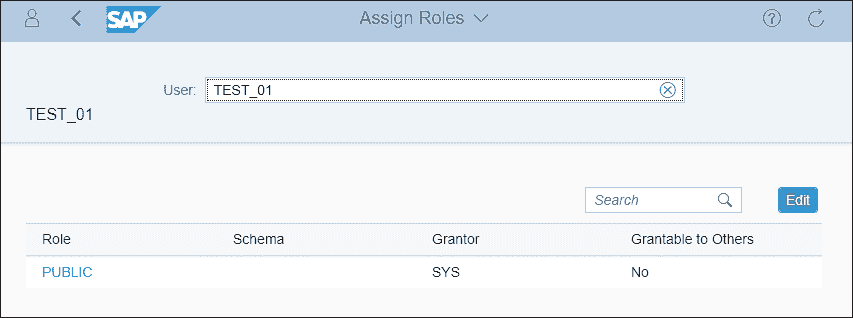 SAP Assign Roles
User: TEST_01
TEST_01
Search Edit
Role Schema Grantor Grantable to Others
PUBLIC SYS No